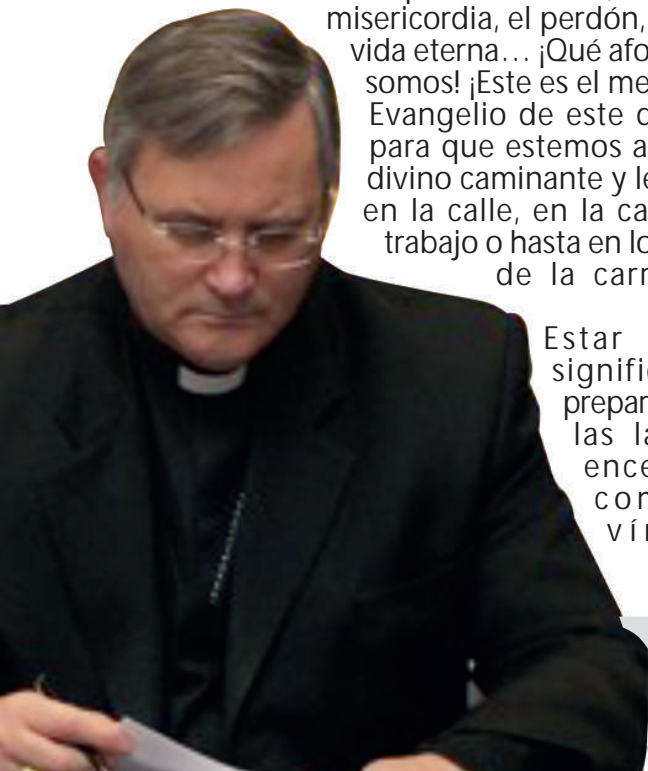 misericordia, el perdón,
vida eterna… ¡Qué afo
somos! ¡Este es el me
Evangelio de este d
para que estemos a
divino caminante y le
en la calle, en la ca
trabajo o hasta en lo
de la carr
Estar
signific
prepar
las la
ence
con
vír